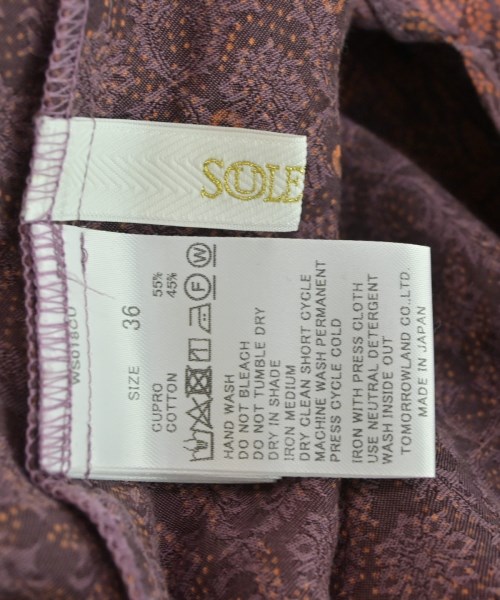 SOULE
WS018CU
SIZE 36
CUPRO 55%
COTTON 45%
HAND WASH
DO NOT BLEACH
DO NOT TUMBLE DRY
DRY IN SHADE
IRON MEDIUM
DRY CLEAN SHORT CYCLE
MACHINE WASH PERMANENT
PRESS CYCLE COLD
IRON WITH PRESS CLOTH
USE NEUTRAL DETERGENT
WASH INSIDE OUT
TOMORROWLAND CO.,LTD.
MADE IN JAPAN